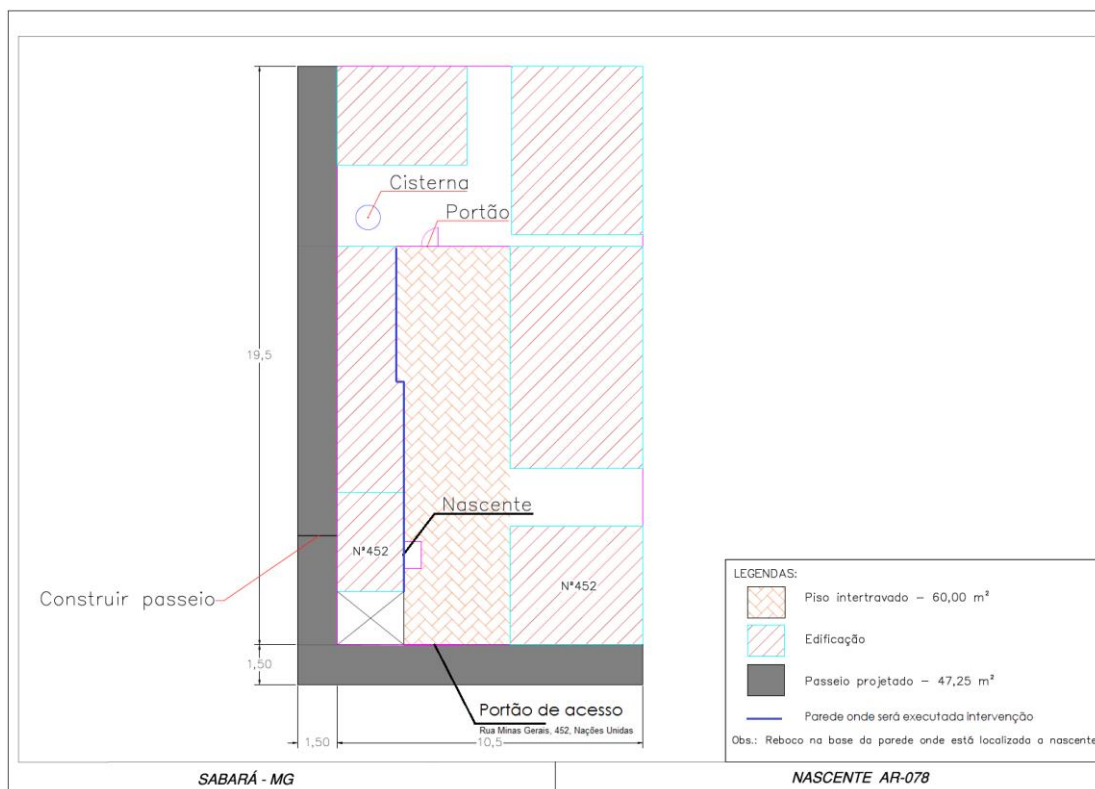 Cisterna
Portão
19,5
Nascente
N°452
N°452
Construir passeio
1,50
Portão de acesso
Rua Minas Gerais, 452, Nações Unidas
1,50
10,5
LEGENDAS:
Piso intertravado - 60,00 m²
Edificação
Passeio projetado - 47,25 m²
Parede onde será executada intervenção
Obs.: Reboco na base da parede onde está localizada a nascente
SABARÁ - MG
NASCENTE AR-078